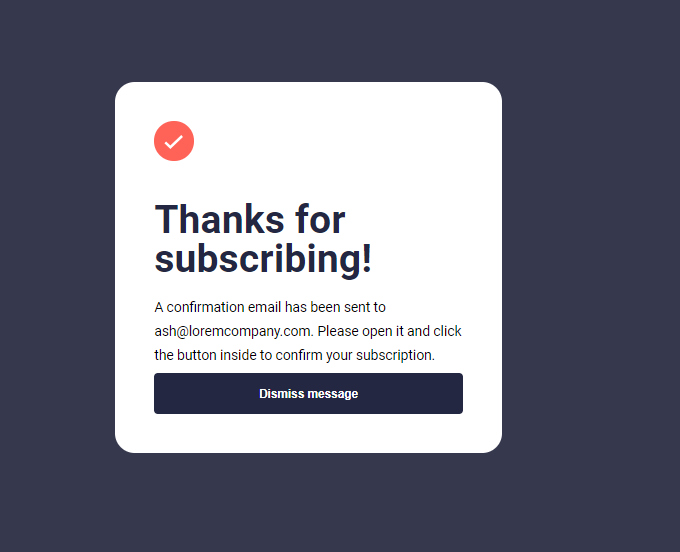 Thanks for
subscribing!
A confirmation email has been sent to
ash@loremcompany.com. Please open it and click
the button inside to confirm your subscription.
Dismiss message